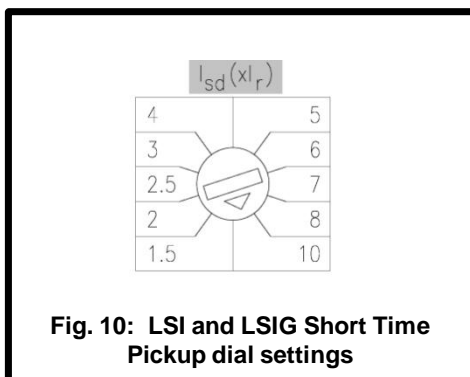 Isd(xIr)
4 5
3 6
2.5 7
2 8
1.5 10
Fig. 10: LSI and LSIG Short Time
Pickup dial settings